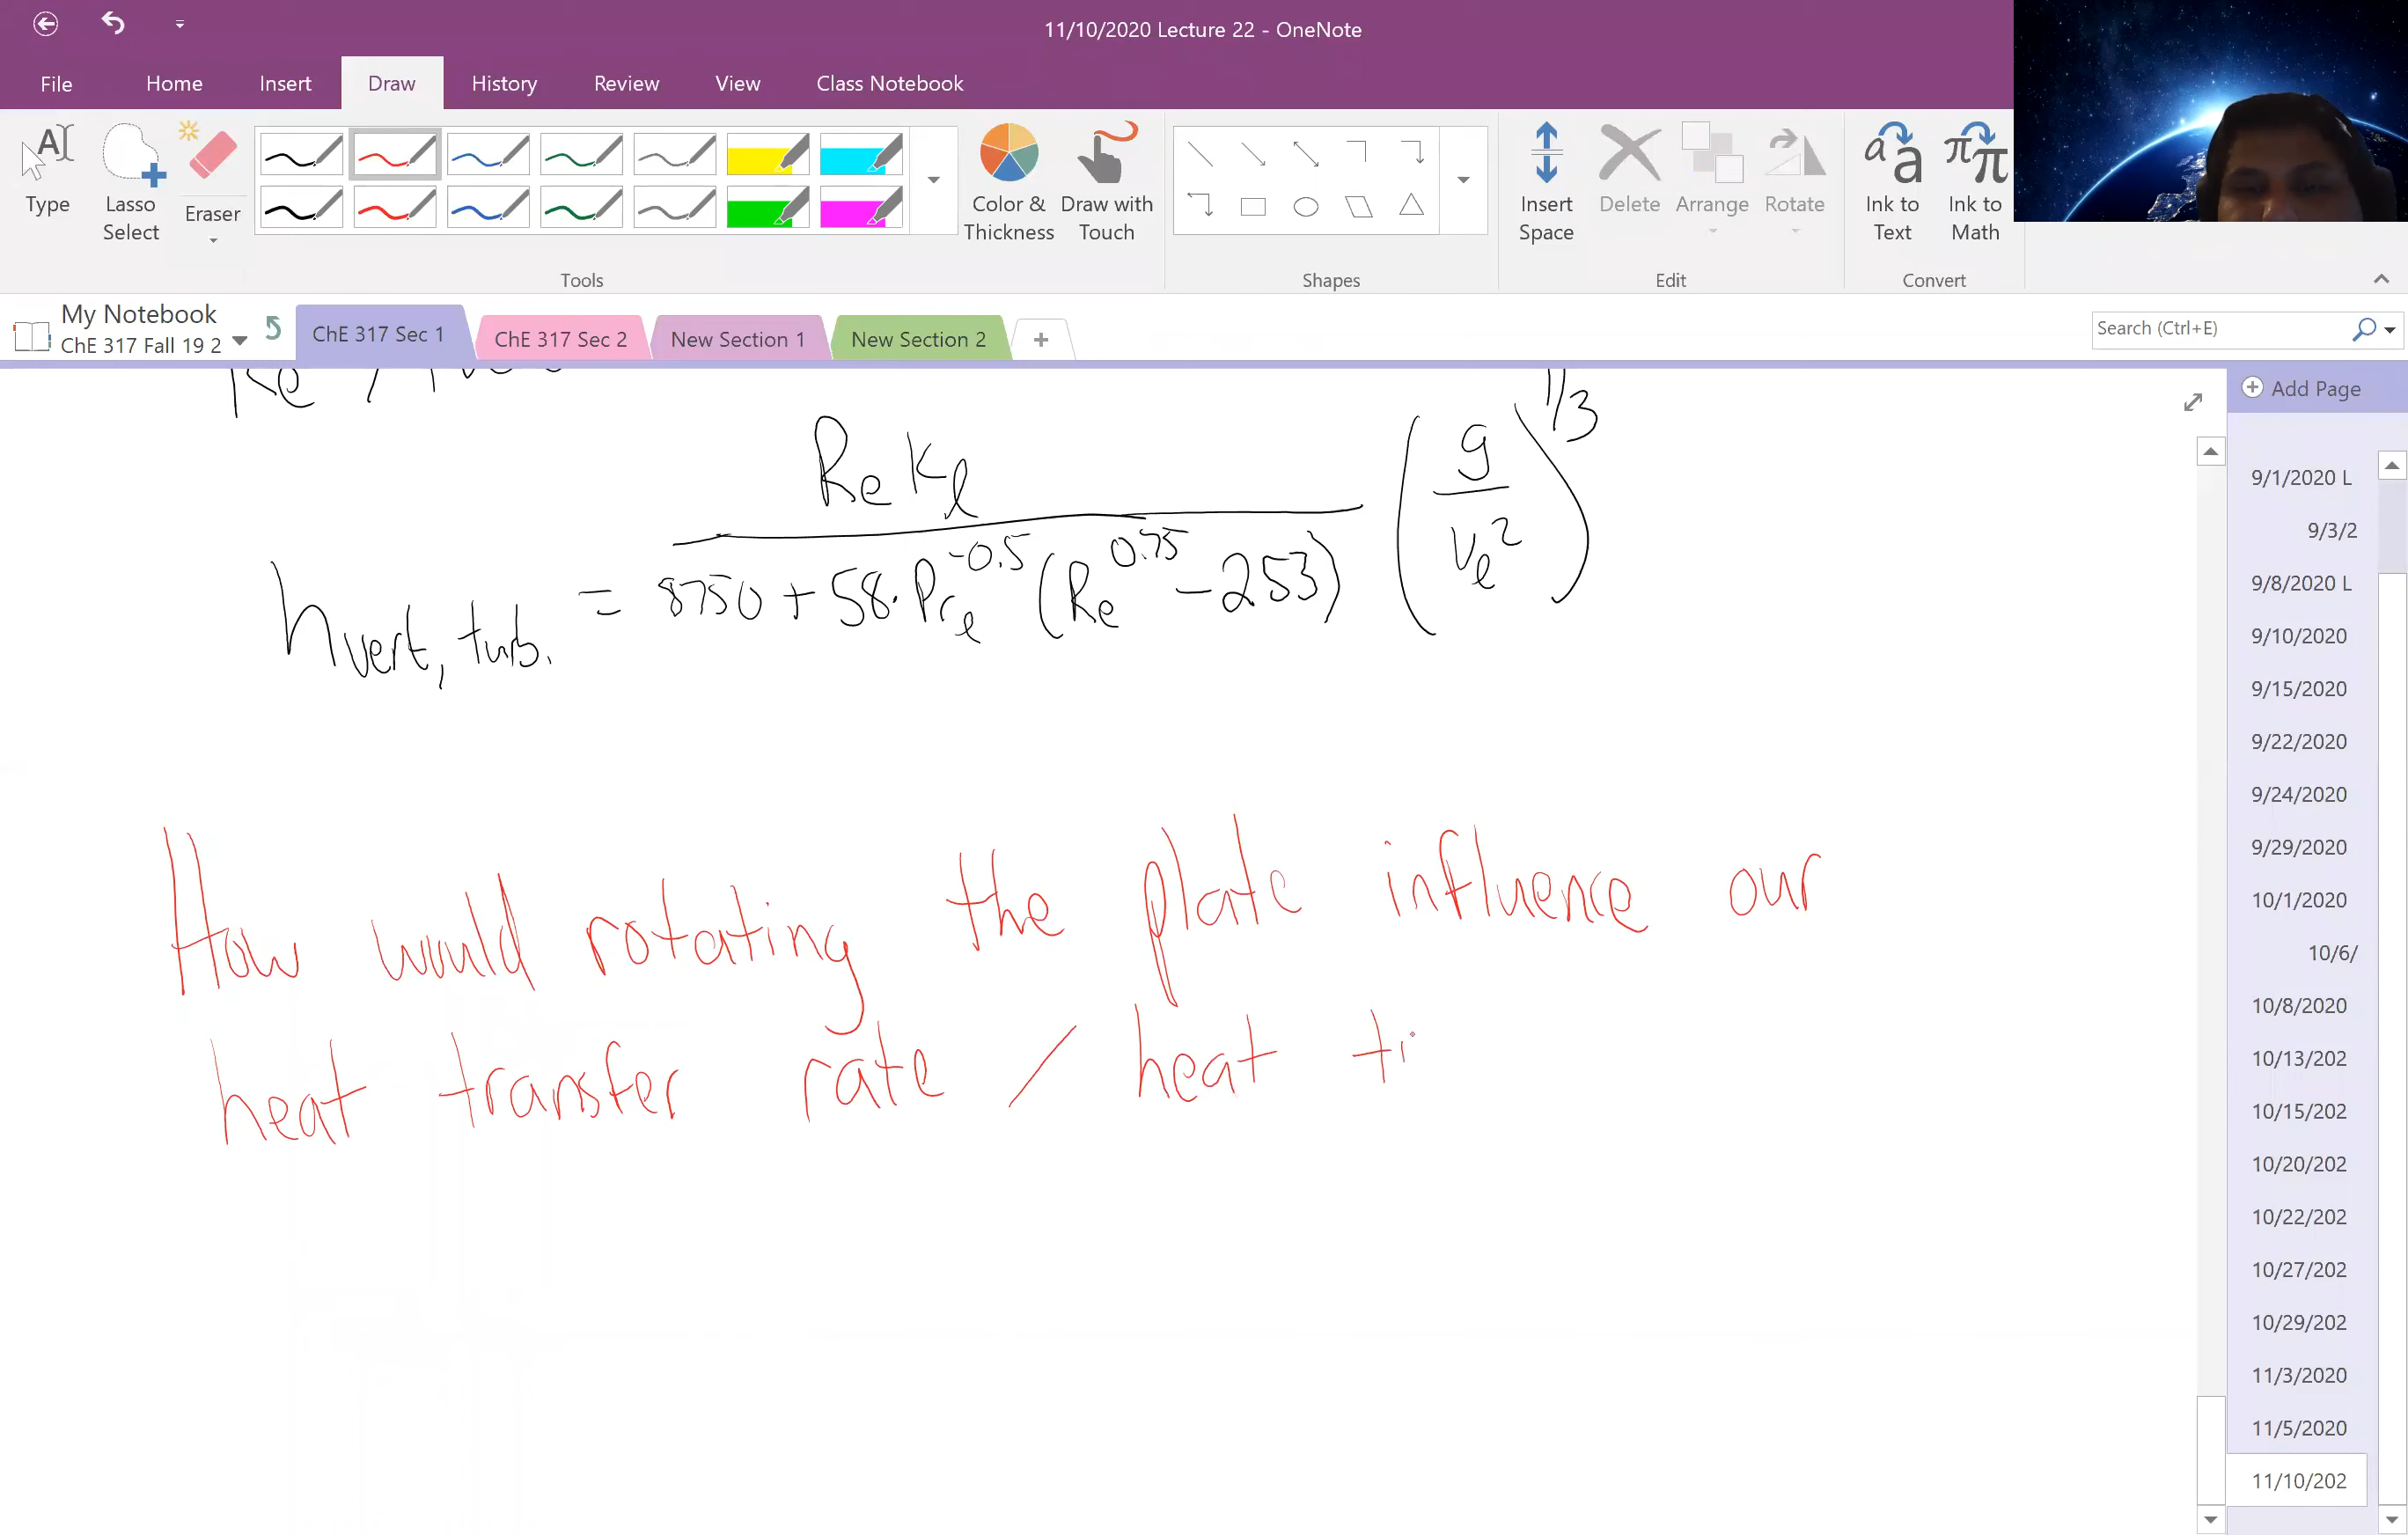 11/10/2020 Lecture 22 - OneNote
File Home Insert Draw History Review View Class Notebook
Type
Lasso Select
Eraser
Color & Thickness
Draw with Touch
Insert Space
Delete
Arrange
Rotate
Ink to Text
Ink to Math
Tools Shapes Edit Convert
My Notebook
ChE 317 Fall 19 2
ChE 317 Sec 1
ChE 317 Sec 2
New Section 1
New Section 2
+
Search (Ctrl+E)
Add Page
9/1/2020 L
9/3/2
9/8/2020 L
9/10/2020
9/15/2020
9/22/2020
9/24/2020
9/29/2020
10/1/2020
10/6/
10/8/2020
10/13/202
10/15/202
10/20/202
10/22/202
10/27/202
10/29/202
11/3/2020
11/5/2020
11/10/202
Re >
h_vert, turb. = Re k_l / (8750 + 58·Pr_l^-0.5 (Re^0.75 - 253)) (g/ν_l^2)^1/3
How would rotating the plate influence our
heat transfer rate / heat